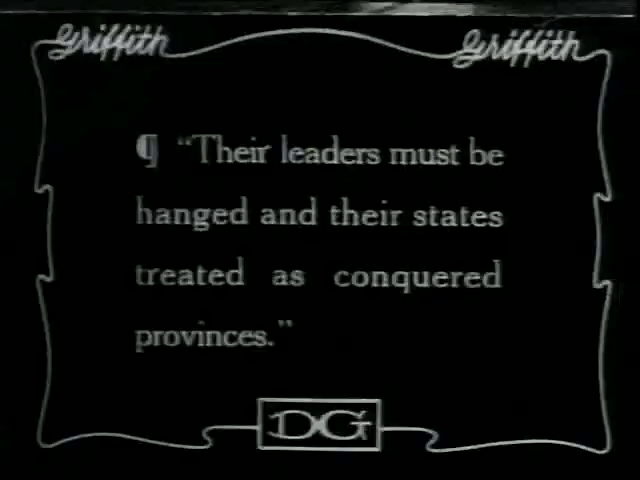 Griffith Griffith
¶ "Their leaders must be
hanged and their states
treated as conquered
provinces."
DG